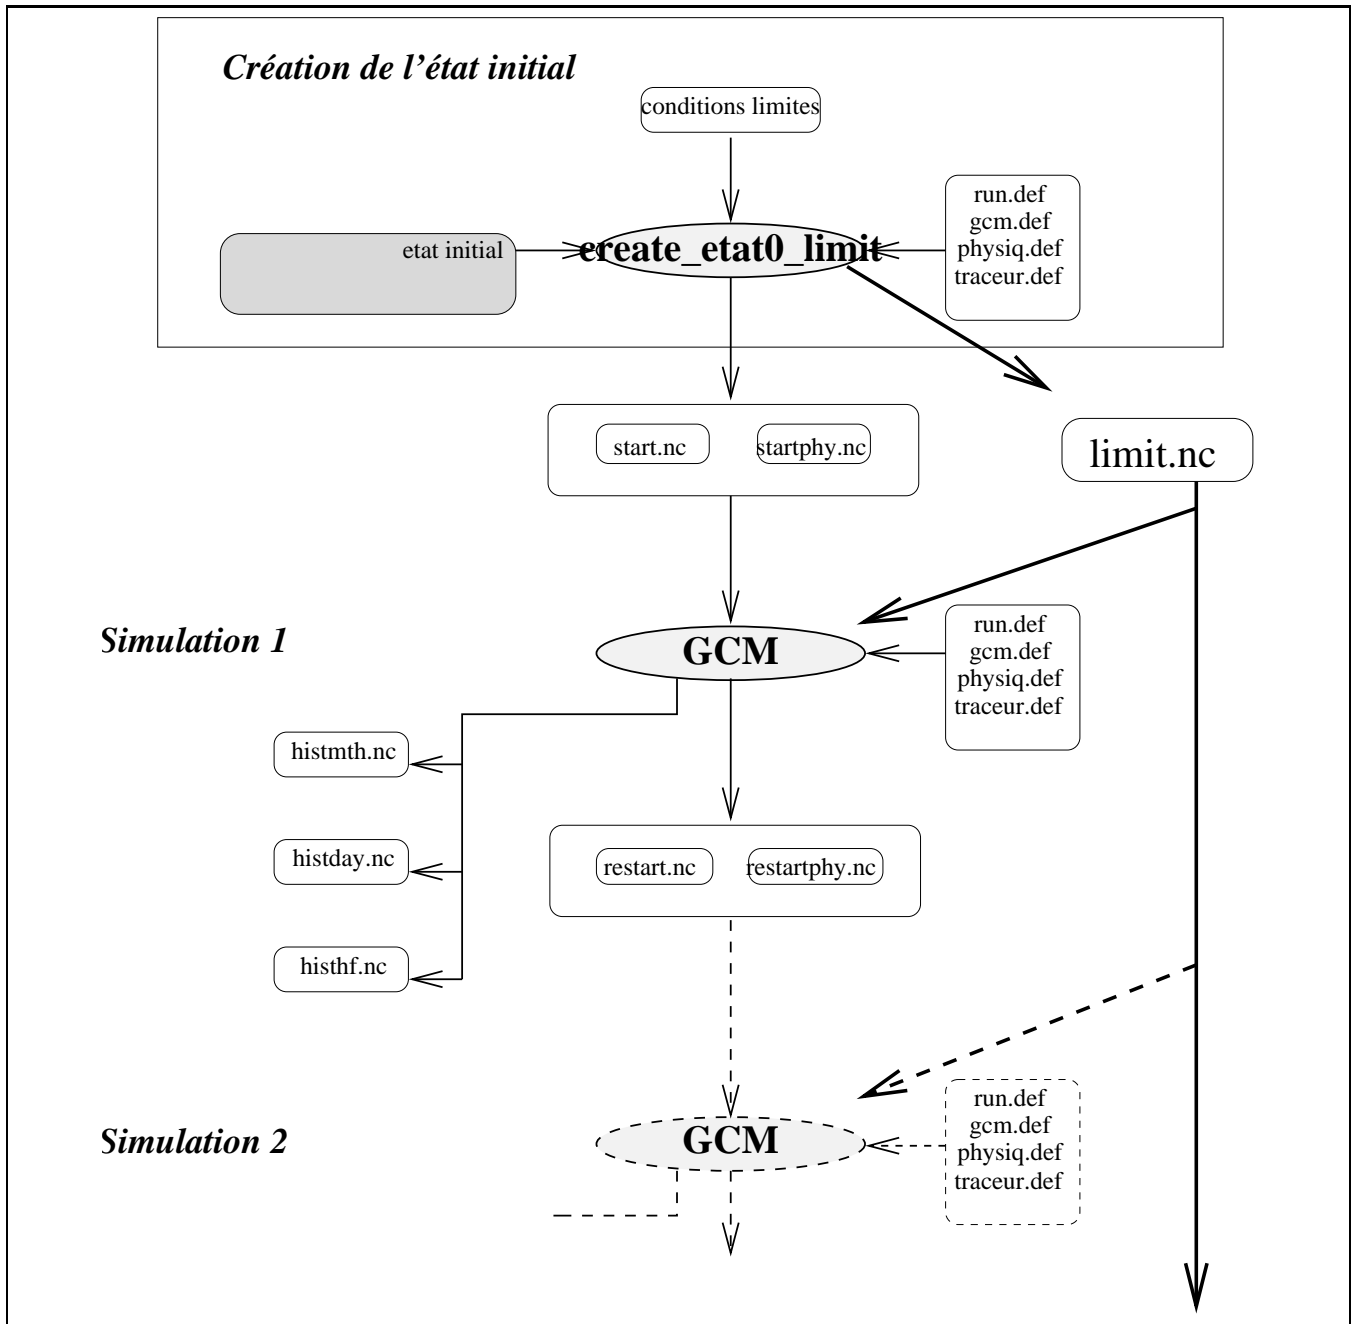 Création de l’état initial
conditions limites
run.def
gcm.def
physiq.def
traceur.def
etat initial
create_etat0_limit
start.nc
startphy.nc
limit.nc
Simulation 1
GCM
run.def
gcm.def
physiq.def
traceur.def
histmth.nc
histday.nc
histhf.nc
restart.nc
restartphy.nc
Simulation 2
GCM
run.def
gcm.def
physiq.def
traceur.def